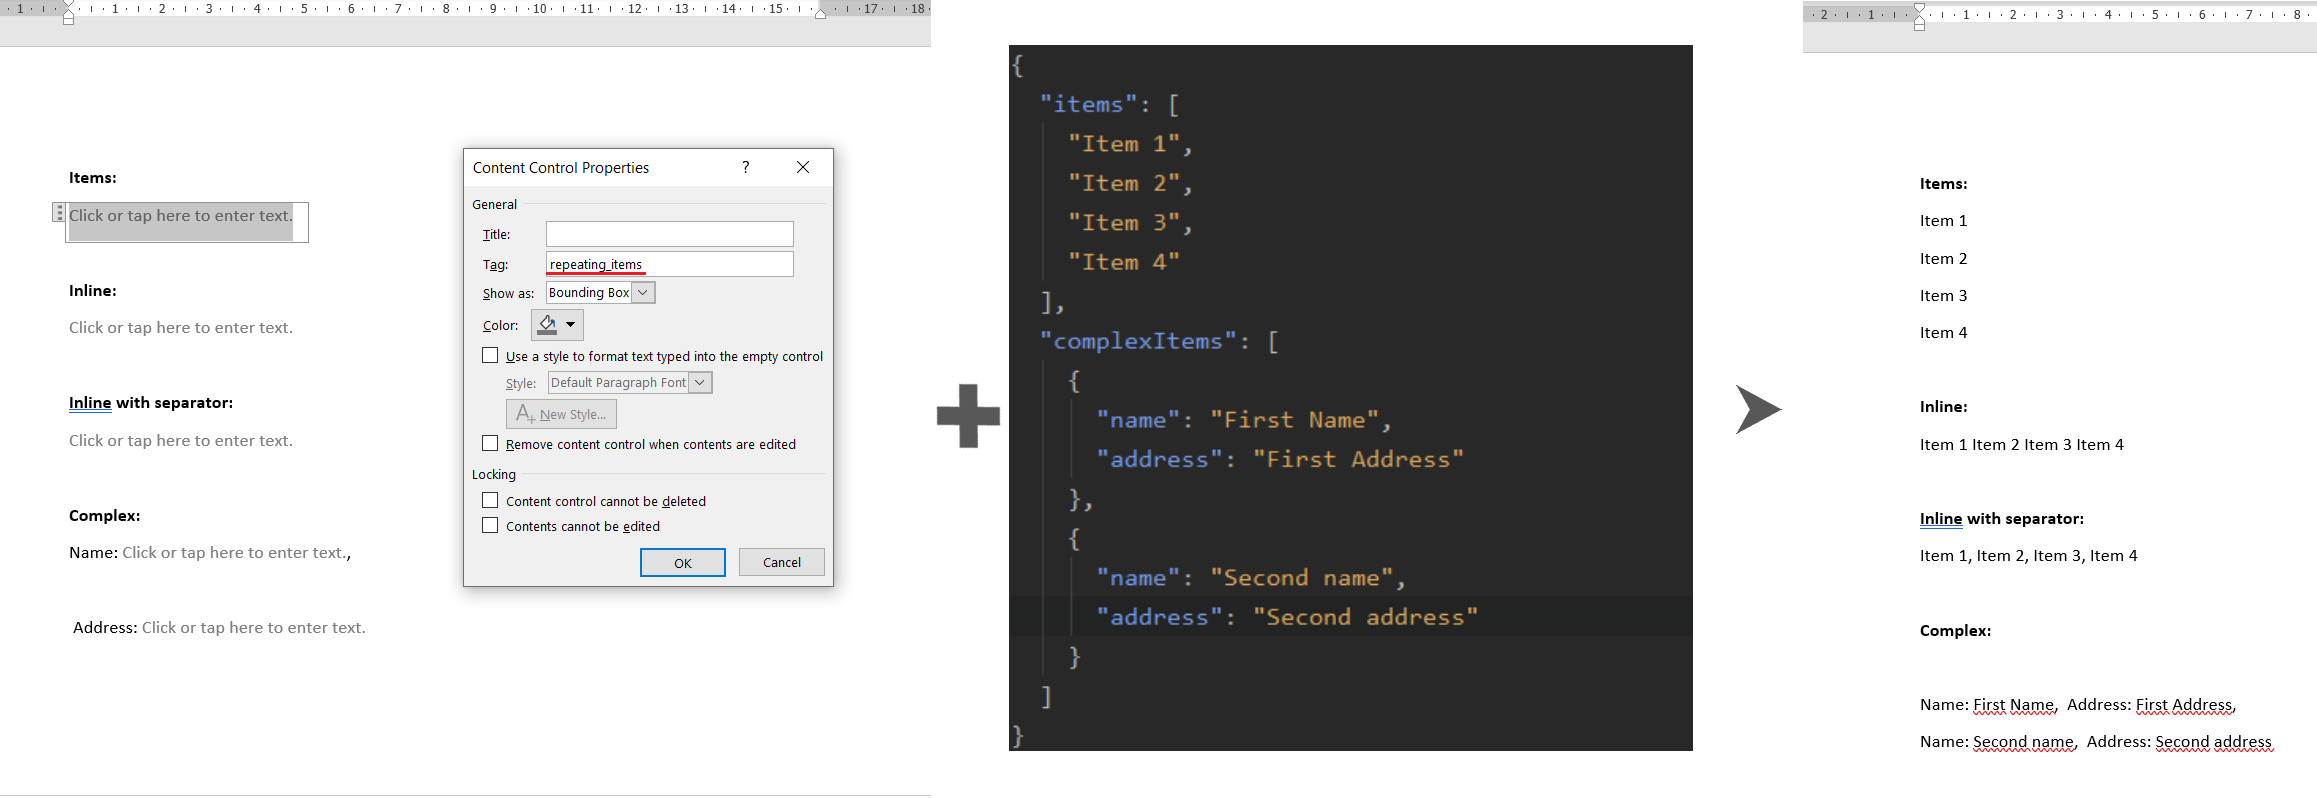 1 1 2 3 4 5 6 7 8 9 10 11 12 13 14 15 17 18
Items:
Click or tap here to enter text.
Inline:
Click or tap here to enter text.
Inline with separator:
Click or tap here to enter text.
Complex:
Name: Click or tap here to enter text.,
Address: Click or tap here to enter text.
Content Control Properties ?
General
Title:
Tag: repeating_items
Show as: Bounding Box
Color:
Use a style to format text typed into the empty control
Style: Default Paragraph Font
A+ New Style...
Remove content control when contents are edited
Locking
Content control cannot be deleted
Contents cannot be edited
OK Cancel
{
"items": [
"Item 1",
"Item 2",
"Item 3",
"Item 4"
],
"complexItems": [
{
"name": "First Name",
"address": "First Address"
},
{
"name": "Second name",
"address": "Second address"
}
]
}
2 1 1 2 3 4 5 6 7 8
Items:
Item 1
Item 2
Item 3
Item 4
Inline:
Item 1 Item 2 Item 3 Item 4
Inline with separator:
Item 1, Item 2, Item 3, Item 4
Complex:
Name: First Name, Address: First Address,
Name: Second name, Address: Second address